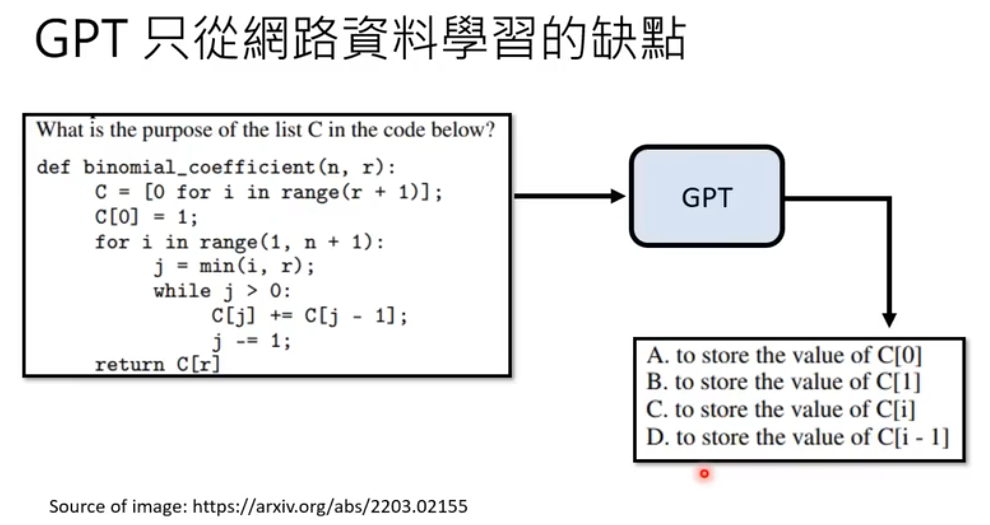 GPT 只從網路資料學習的缺點
What is the purpose of the list C in the code below?
def binomial_coefficient(n, r):
C = [0 for i in range(r + 1)];
C[0] = 1;
for i in range(1, n + 1):
j = min(i, r);
while j > 0:
C[j] += C[j - 1];
j -= 1;
return C[r]
GPT
A. to store the value of C[0]
B. to store the value of C[1]
C. to store the value of C[i]
D. to store the value of C[i - 1]
Source of image: https://arxiv.org/abs/2203.02155